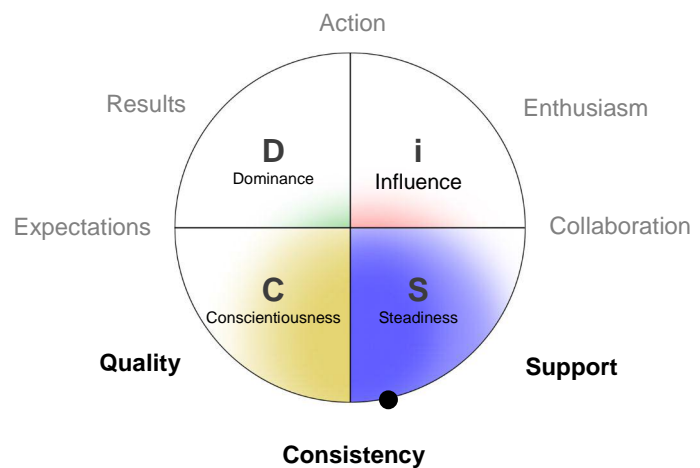 Action
Results
Enthusiasm
D
Dominance
i
Influence
Expectations
Collaboration
C
Conscientiousness
S
Steadiness
Quality
Support
Consistency